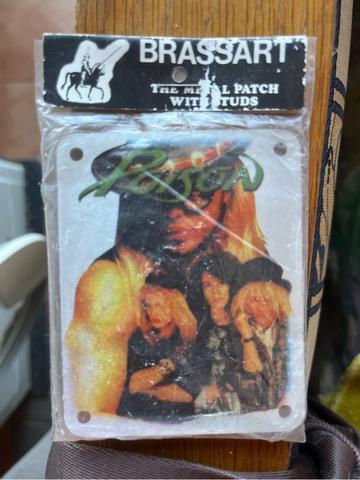 BRASSART
THE METAL PATCH
WITH STUDS
POISON